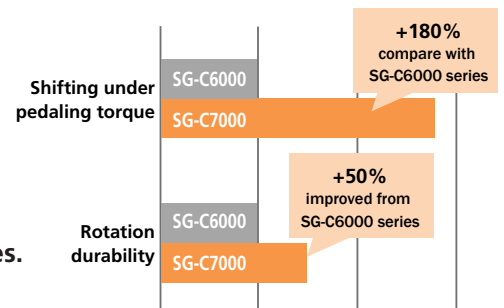 +180%
compare with
SG-C6000 series
Shifting under
pedaling torque
SG-C6000
SG-C7000
+50%
improved from
SG-C6000 series
es.
Rotation
durability
SG-C6000
SG-C7000